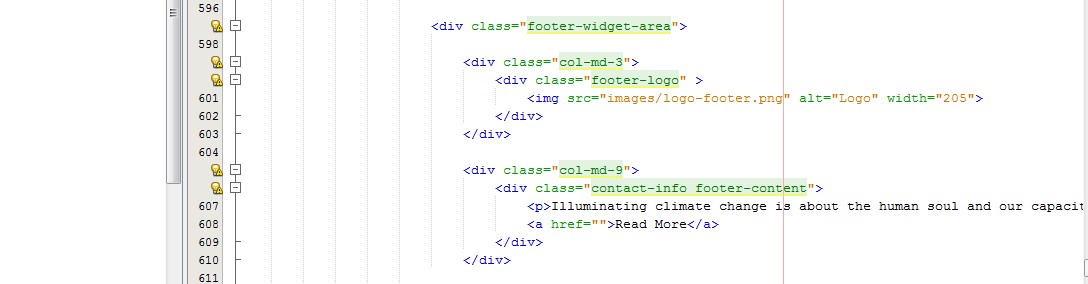 596
<div class="footer-widget-area">
598
<div class="col-md-3">
<div class="footer-logo" >
601 <img src="images/logo-footer.png" alt="Logo" width="205">
602 </div>
603 </div>
604
<div class="col-md-9">
<div class="contact-info footer-content">
607 <p>Illuminating climate change is about the human soul and our
608 <a href="">Read More</a>
609 </div>
610 </div>
611